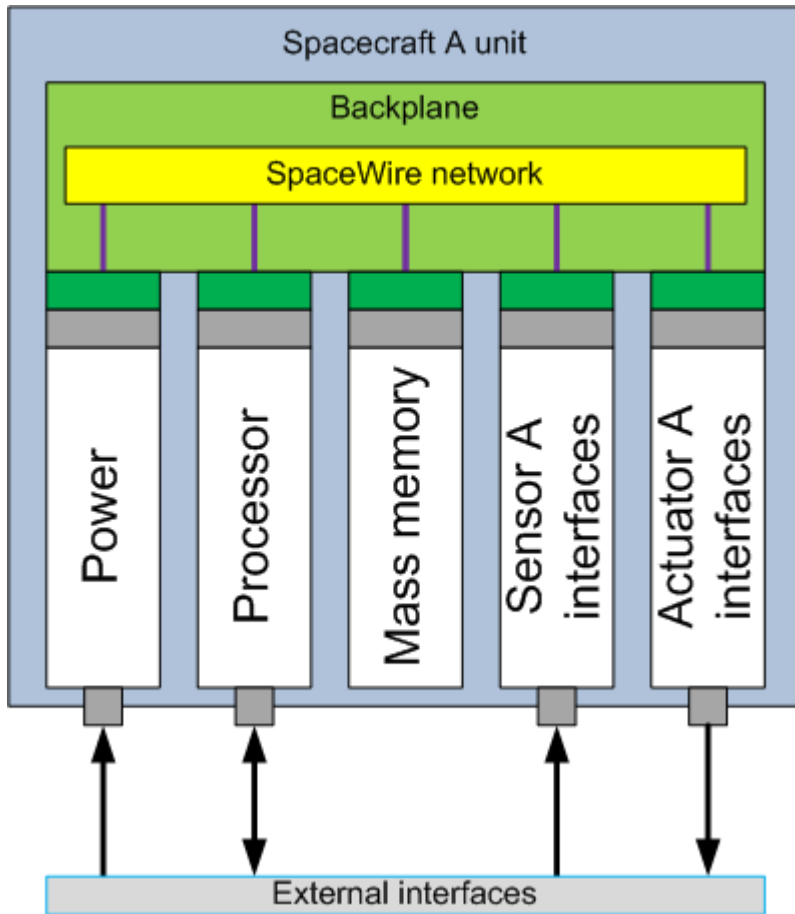 Spacecraft A unit
Backplane
SpaceWire network
Power
Processor
Mass memory
Sensor A
interfaces
Actuator A
interfaces
External interfaces